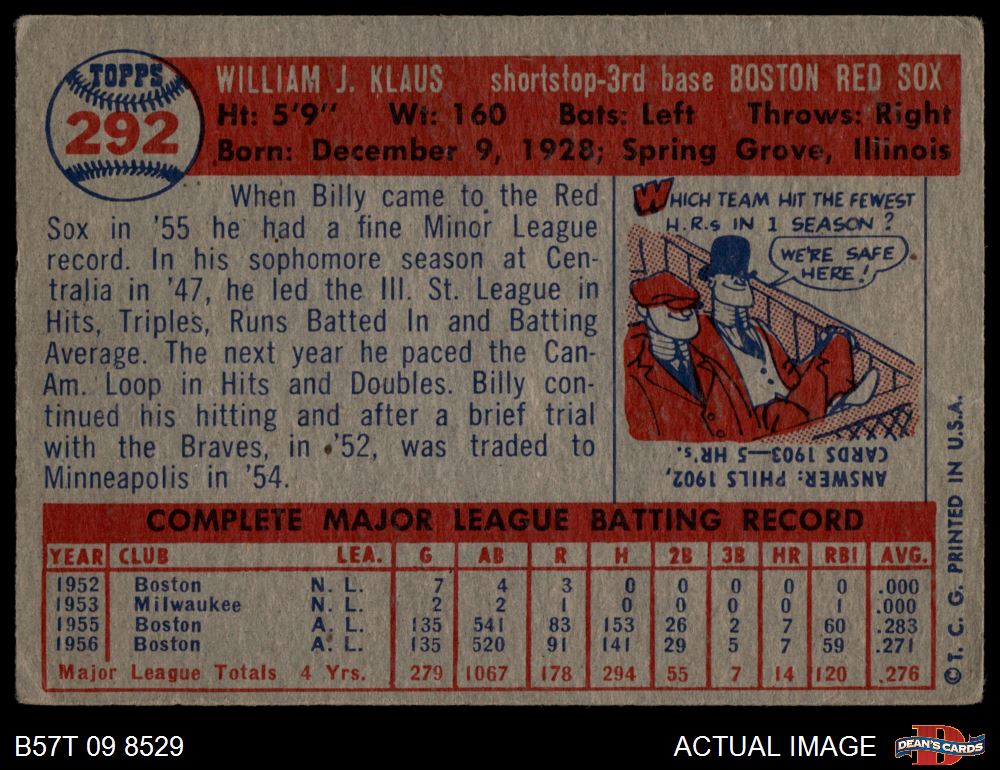 TOPPS
292
WILLIAM J. KLAUS shortstop-3rd base BOSTON RED SOX
Ht: 5'9" Wt: 160 Bats: Left Throws: Right
Born: December 9, 1928; Spring Grove, Illinois
When Billy came to the Red
Sox in '55 he had a fine Minor League
record. In his sophomore season at Cen-
tralia in '47, he led the Ill. St. League in
Hits, Triples, Runs Batted In and Batting
Average. The next year he paced the Can-
Am. Loop in Hits and Doubles. Billy con-
tinued his hitting and after a brief trial
with the Braves, in '52, was traded to
Minneapolis in '54.
WHICH TEAM HIT THE FEWEST
H.R.s IN 1 SEASON?
WE'RE SAFE
HERE!
ANSWER: PHILS 1902,
CARDS 1903—5 HR's.
COMPLETE MAJOR LEAGUE BATTING RECORD
YEAR CLUB LEA. G AB R H 2B 3B HR RBI AVG.
1952 Boston N. L. 7 4 3 0 0 0 0 0 .000
1953 Milwaukee N. L. 2 2 1 0 0 0 0 1 .000
1955 Boston A. L. 135 541 83 153 26 2 7 60 .283
1956 Boston A. L. 135 520 91 141 29 5 7 59 .271
Major League Totals 4 Yrs. 279 1067 178 294 55 7 14 120 .276
© T. C. G. PRINTED IN U.S.A.
B57T 09 8529
ACTUAL IMAGE
D
DEAN'S CARDS